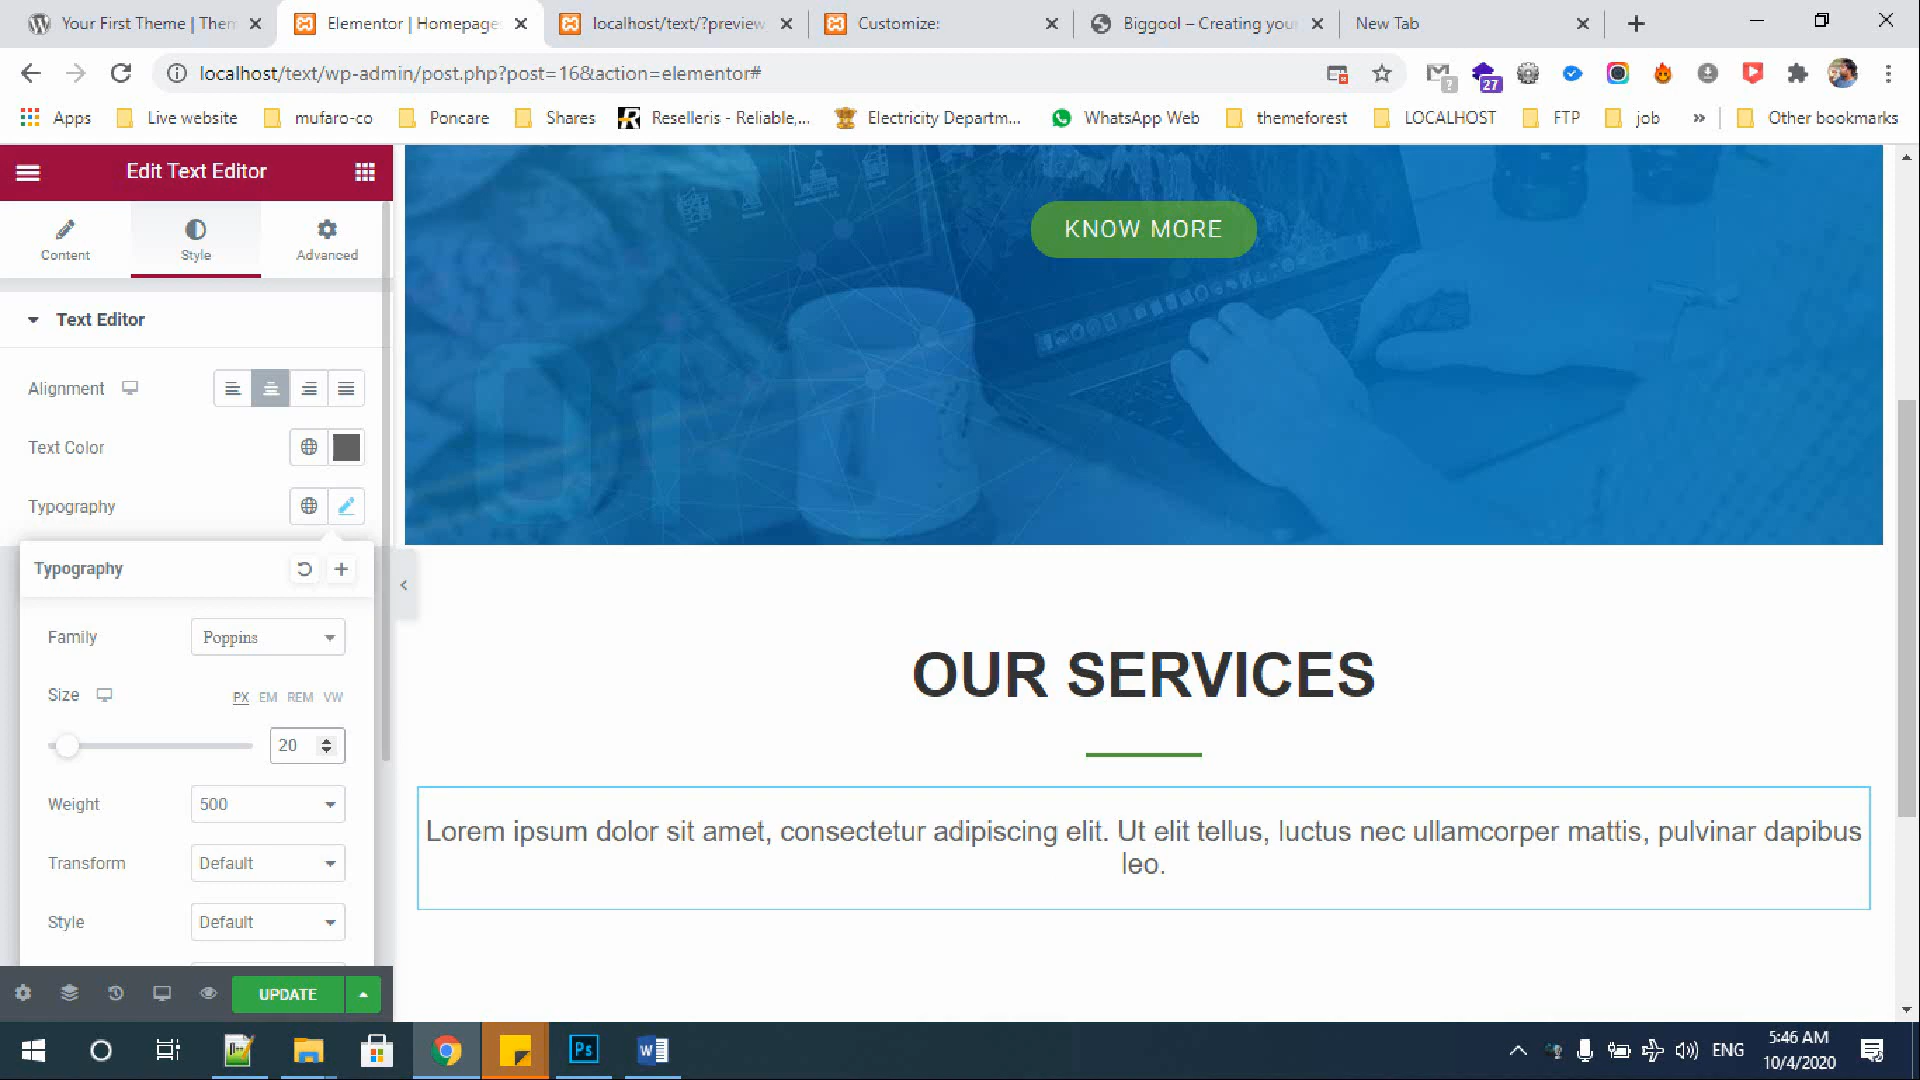 Your First Theme | Them
Elementor | Homepage
localhost/text/?preview
Customize:
Biggool – Creating your
New Tab
localhost/text/wp-admin/post.php?post=16&action=elementor#
?
27
Apps
Live website
mufaro-co
Poncare
Shares
Reselleris - Reliable,...
Electricity Departm...
WhatsApp Web
themeforest
LOCALHOST
FTP
job
»
Other bookmarks
Edit Text Editor
Content
Style
Advanced
Text Editor
Alignment
Text Color
Typography
Typography
Family
Poppins
Size
PX EM REM VW
20
Weight
500
Transform
Default
Style
Default
UPDATE
KNOW MORE
OUR SERVICES
Lorem ipsum dolor sit amet, consectetur adipiscing elit. Ut elit tellus, luctus nec ullamcorper mattis, pulvinar dapibus
leo.
Ps
ENG
5:46 AM
10/4/2020